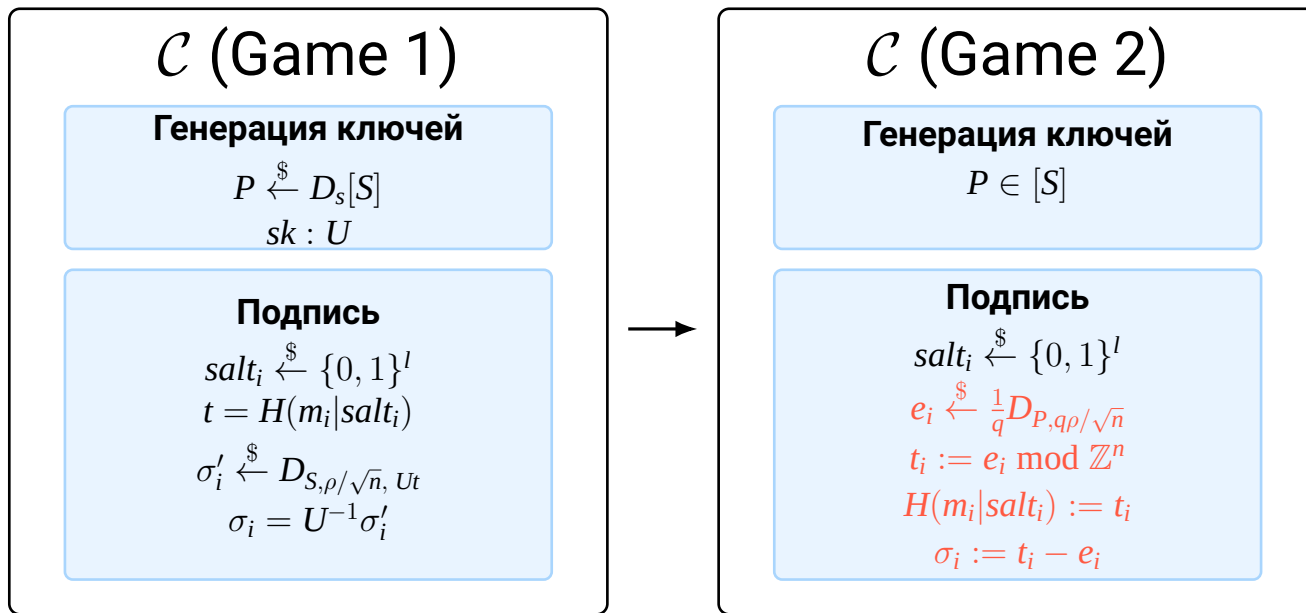 𝒞 (Game 1)
Генерация ключей
P ←$ D_s[S]
sk : U
Подпись
salt_i ←$ {0, 1}^l
t = H(m_i|salt_i)
σ′_i ←$ D_{S,ρ/√n, Ut}
σ_i = U^{−1}σ′_i
𝒞 (Game 2)
Генерация ключей
P ∈ [S]
Подпись
salt_i ←$ {0, 1}^l
e_i ←$ 1/q D_{P,qρ/√n}
t_i := e_i mod ℤ^n
H(m_i|salt_i) := t_i
σ_i := t_i − e_i